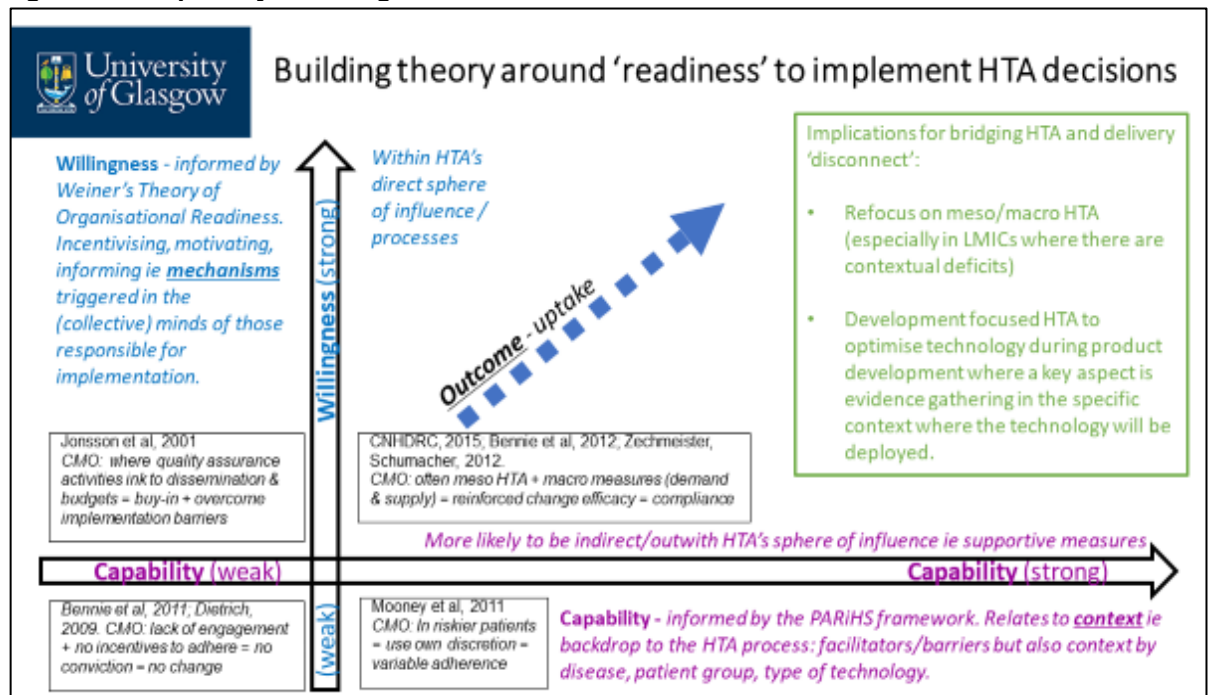 University
of Glasgow
Building theory around ‘readiness’ to implement HTA decisions
Willingness - informed by
Weiner’s Theory of
Organisational Readiness.
Incentivising, motivating,
informing ie mechanisms
triggered in the
(collective) minds of those
responsible for
implementation.
Willingness (strong)
Within HTA’s
direct sphere
of influence /
processes
Outcome - uptake
Implications for bridging HTA and delivery
‘disconnect’:
• Refocus on meso/macro HTA
(especially in LMICs where there are
contextual deficits)
• Development focused HTA to
optimise technology during product
development where a key aspect is
evidence gathering in the specific
context where the technology will be
deployed.
Jonsson et al, 2001
CMO: where quality assurance
activities ink to dissemination &
budgets = buy-in + overcome
implementation barriers
CNHDRC, 2015; Bennie et al, 2012; Zechmeister,
Schumacher, 2012.
CMO: often meso HTA + macro measures (demand
& supply) = reinforced change efficacy = compliance
More likely to be indirect/outwith HTA’s sphere of influence ie supportive measures
Capability (weak)
Capability (strong)
Bennie et al, 2011; Dietrich,
2009. CMO: lack of engagement
+ no incentives to adhere = no
conviction = no change
(weak)
Mooney et al, 2011
CMO: In riskier patients
= use own discretion =
variable adherence
Capability - informed by the PARiHS framework. Relates to context ie
backdrop to the HTA process: facilitators/barriers but also context by
disease, patient group, type of technology.